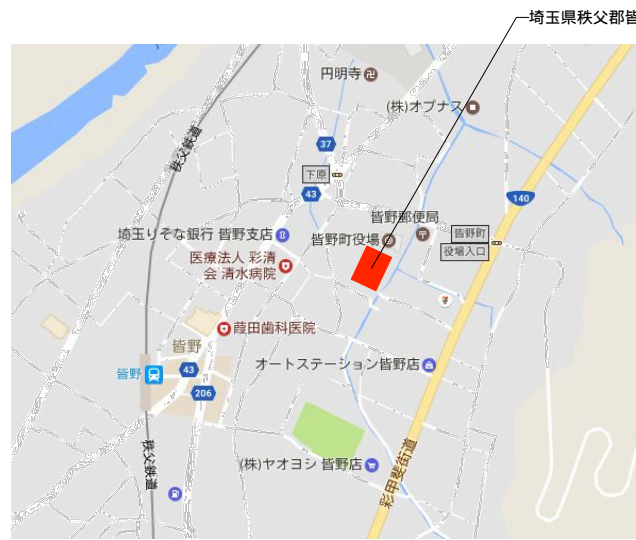 埼玉県秩父郡皆
円明寺
(株)オプナス
秩父鉄道
37
下原
43
140
皆野郵便局
皆野町
役場入口
埼玉りそな銀行 皆野支店
皆野町役場
医療法人 彩清
会 清水病院
葭田歯科医院
皆野
皆野
43
オートステーション皆野店
206
秩父鉄道
(株)ヤオヨシ 皆野店
彩甲斐街道